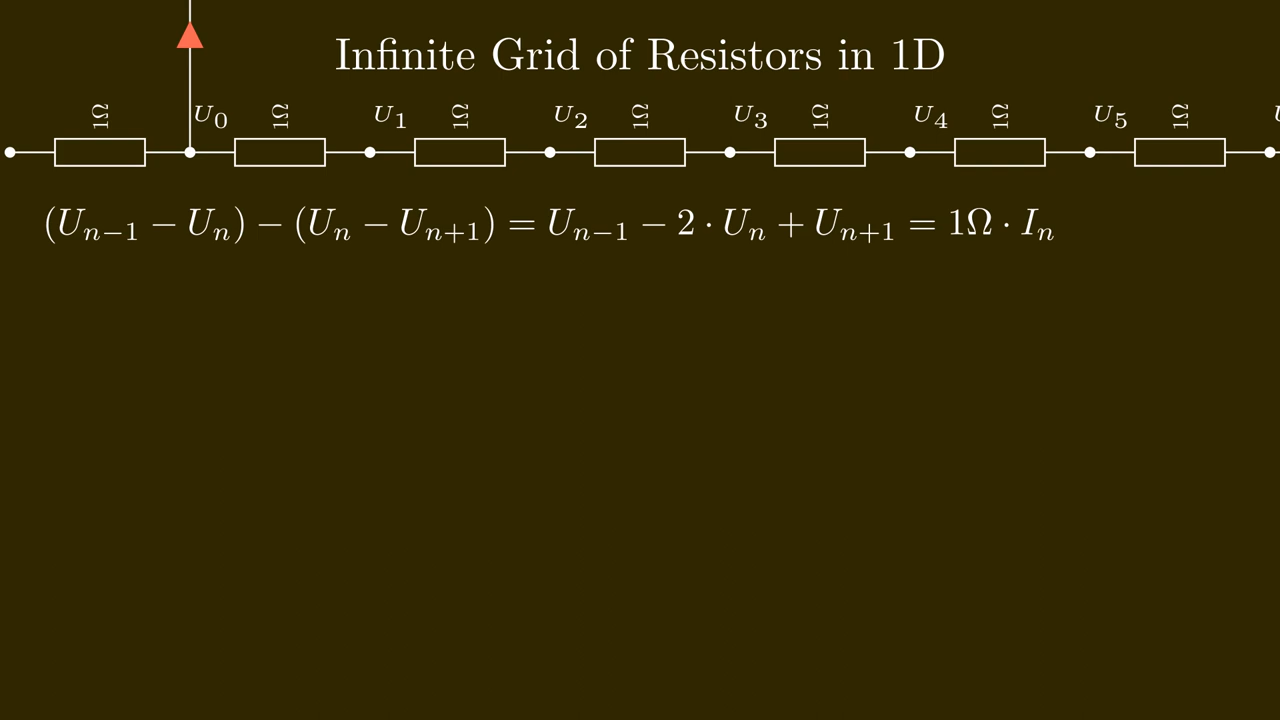 Infinite Grid of Resistors in 1D
1Ω U₀ 1Ω U₁ 1Ω U₂ 1Ω U₃ 1Ω U₄ 1Ω U₅ 1Ω
(Uₙ₋₁ − Uₙ) − (Uₙ − Uₙ₊₁) = Uₙ₋₁ − 2 · Uₙ + Uₙ₊₁ = 1Ω · Iₙ